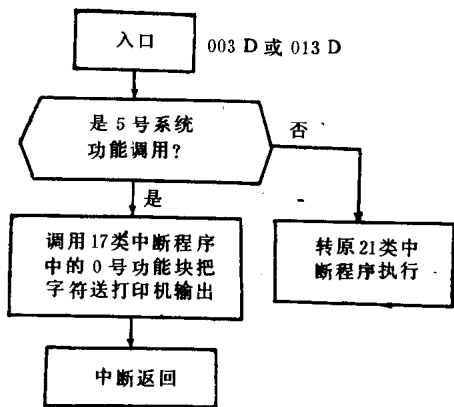 入口
003 D 或 013 D
是 5 号系统
功能调用?
否
是
调用17类中断程序
中的 0 号功能块把
字符送打印机输出
转原21类中
断程序执行
中断返回